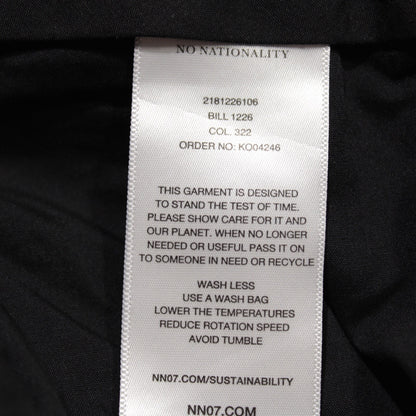 NO NATIONALITY
2181226106
BILL 1226
COL. 322
ORDER NO: KO04246
THIS GARMENT IS DESIGNED
TO STAND THE TEST OF TIME.
PLEASE SHOW CARE FOR IT AND
OUR PLANET. WHEN NO LONGER
NEEDED OR USEFUL PASS IT ON
TO SOMEONE IN NEED OR RECYCLE
WASH LESS
USE A WASH BAG
LOWER THE TEMPERATURES
REDUCE ROTATION SPEED
AVOID TUMBLE
NN07.COM/SUSTAINABILITY
NN07.COM